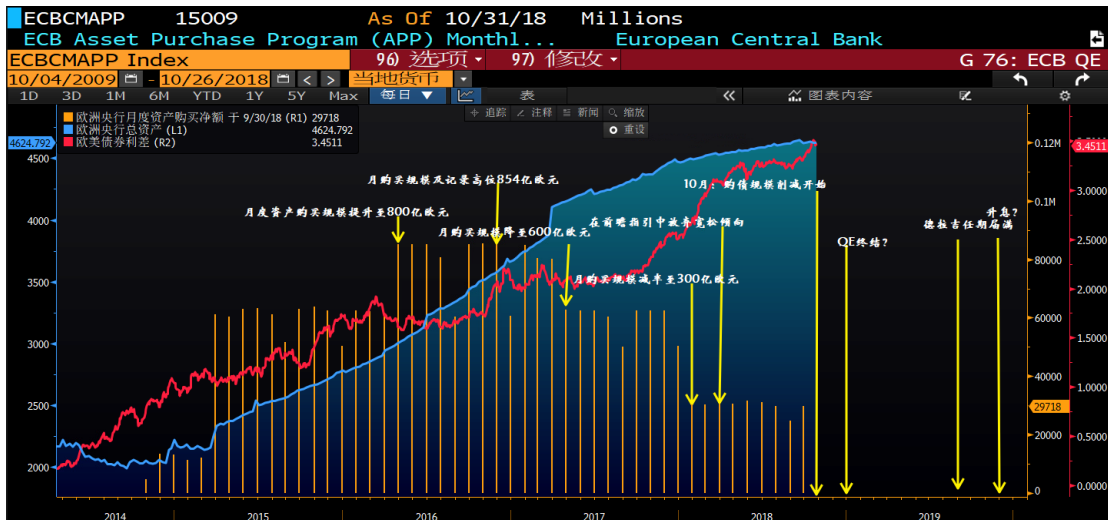 ECBCMAPP 15009 As Of 10/31/18 Millions
ECB Asset Purchase Program (APP) Monthl... European Central Bank
ECBCMAPP Index 96) 选项 97) 修改 G 76: ECB QE
10/04/2009 - 10/26/2018 < > 当地货币
1D 3D 1M 6M YTD 1Y 5Y Max 每日 ▼ 表 << 图表内容
追踪 注释 新闻 缩放
重设
欧洲央行月度资产购买净额 于 9/30/18 (R1) 29718
欧洲央行总资产 (L1) 4624.792
欧美债券利差 (R2) 3.4511
4624.792
4500
4000
3500
3000
2500
2000
月度资产购买规模提升至800亿欧元
月购买规模及记录高位854亿欧元
月购买规模降至600亿欧元
在前瞻指引中放弃宽松倾向
月购买规模减半至300亿欧元
10月：购债规模削减开始
QE终结?
升息?
德拉吉任期届满
0.12M
0.1M
80000
60000
40000
29718
20000
0
3.4511
3.0000
2.5000
2.0000
1.5000
1.0000
0.5000
0.0000
2014 2015 2016 2017 2018 2019